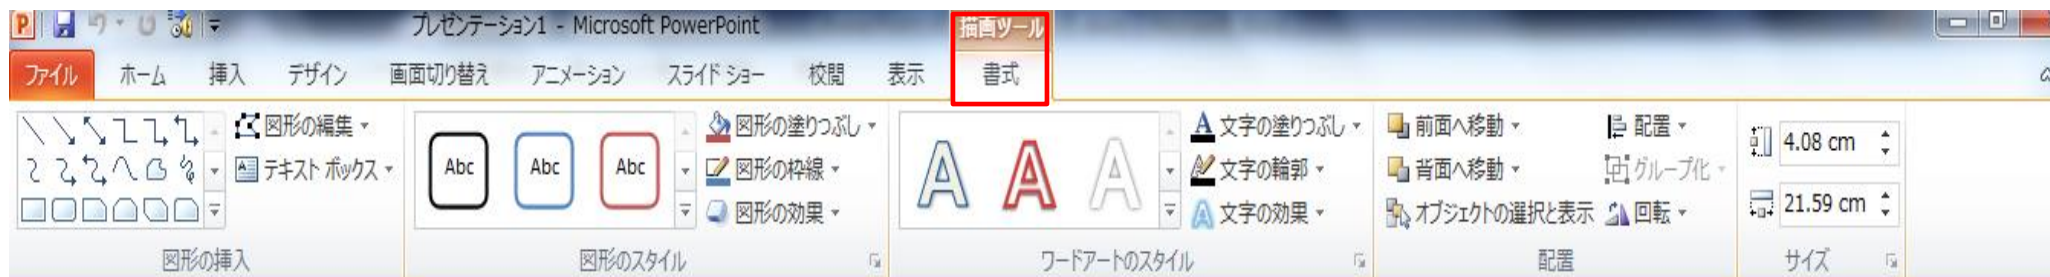 プレゼンテーション1 - Microsoft PowerPoint
描画ツール
ファイル ホーム 挿入 デザイン 画面切り替え アニメーション スライド ショー 校閲 表示 書式
図形の編集
テキスト ボックス
図形の挿入
Abc Abc Abc
図形の塗りつぶし
図形の枠線
図形の効果
図形のスタイル
A A A
A 文字の塗りつぶし
文字の輪郭
A 文字の効果
ワードアートのスタイル
前面へ移動
背面へ移動
オブジェクトの選択と表示
配置
グループ化
回転
配置
4.08 cm
21.59 cm
サイズ